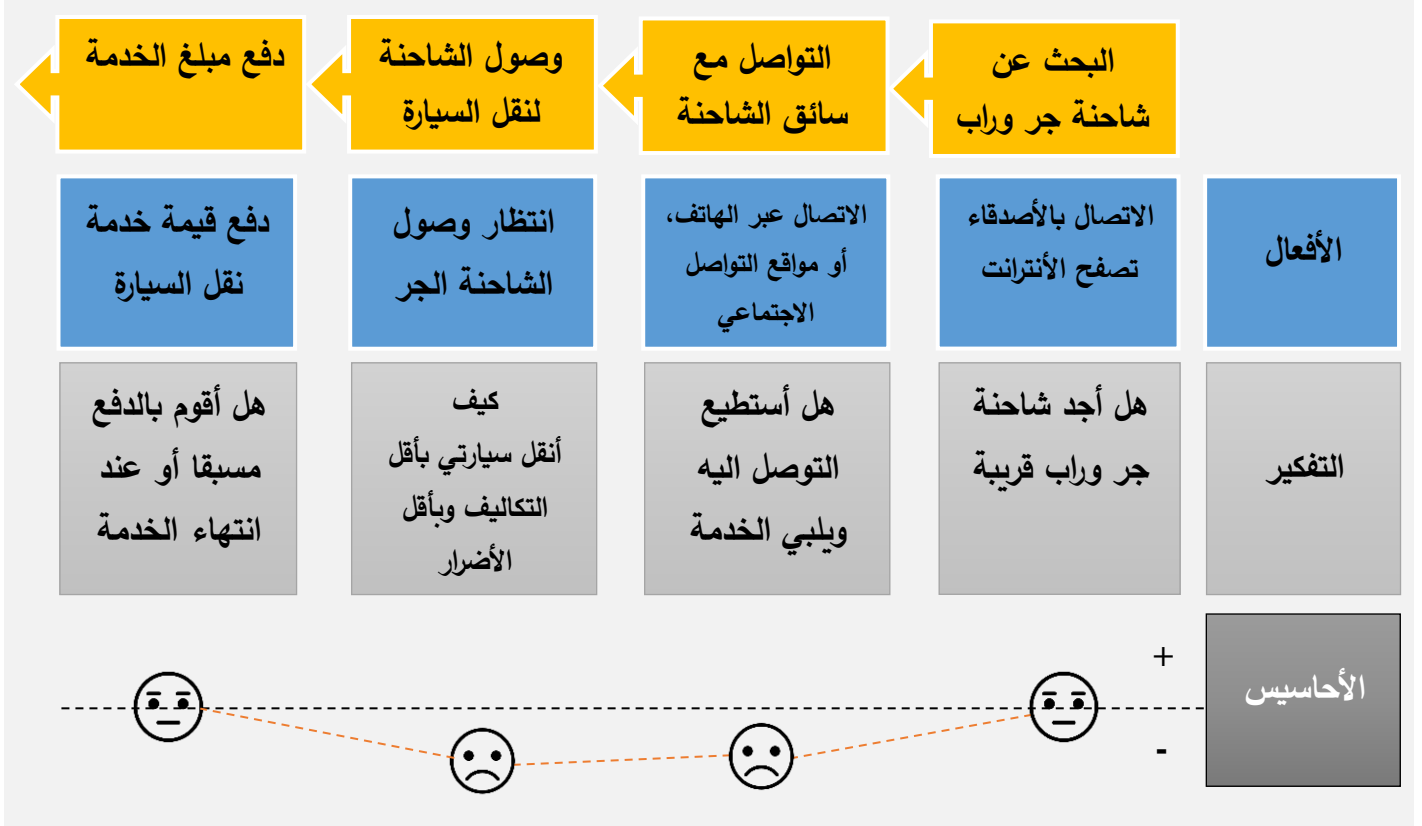 البحث عن
شاحنة جر وراب
التواصل مع
سائق الشاحنة
وصول الشاحنة
لنقل السيارة
دفع مبلغ الخدمة
الأفعال
الاتصال بالأصدقاء
تصفح الأنترانت
الاتصال عبر الهاتف،
أو مواقع التواصل
الاجتماعي
انتظار وصول
الشاحنة الجر
دفع قيمة خدمة
نقل السيارة
التفكير
هل أجد شاحنة
جر وراب قريبة
هل أستطيع
التوصل اليه
ويلبي الخدمة
كيف
أنقل سيارتي بأقل
التكاليف وبأقل
الأضرار
هل أقوم بالدفع
مسبقا أو عند
انتهاء الخدمة
الأحاسيس
+
-